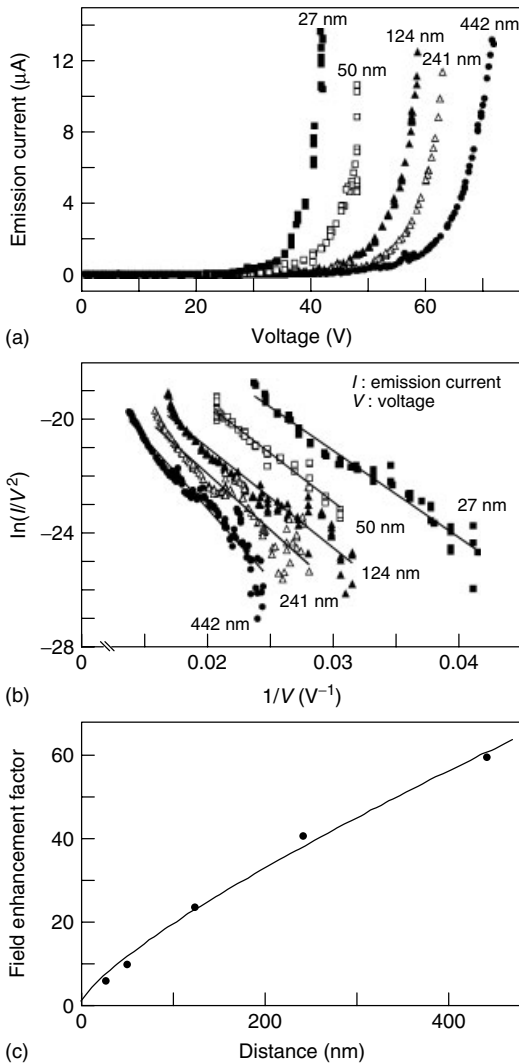 27 nm
442 nm
124 nm
50 nm
241 nm
12
8
4
0
Emission current (μA)
0 20 40 60
(a)
Voltage (V)
I : emission current
V : voltage
−20
−22
−24
−26
−28
ln(I/V²)
27 nm
50 nm
124 nm
241 nm
442 nm
0 0.02 0.03 0.04
(b)
1/V (V⁻¹)
60
40
20
0
Field enhancement factor
0 200 400
(c)
Distance (nm)